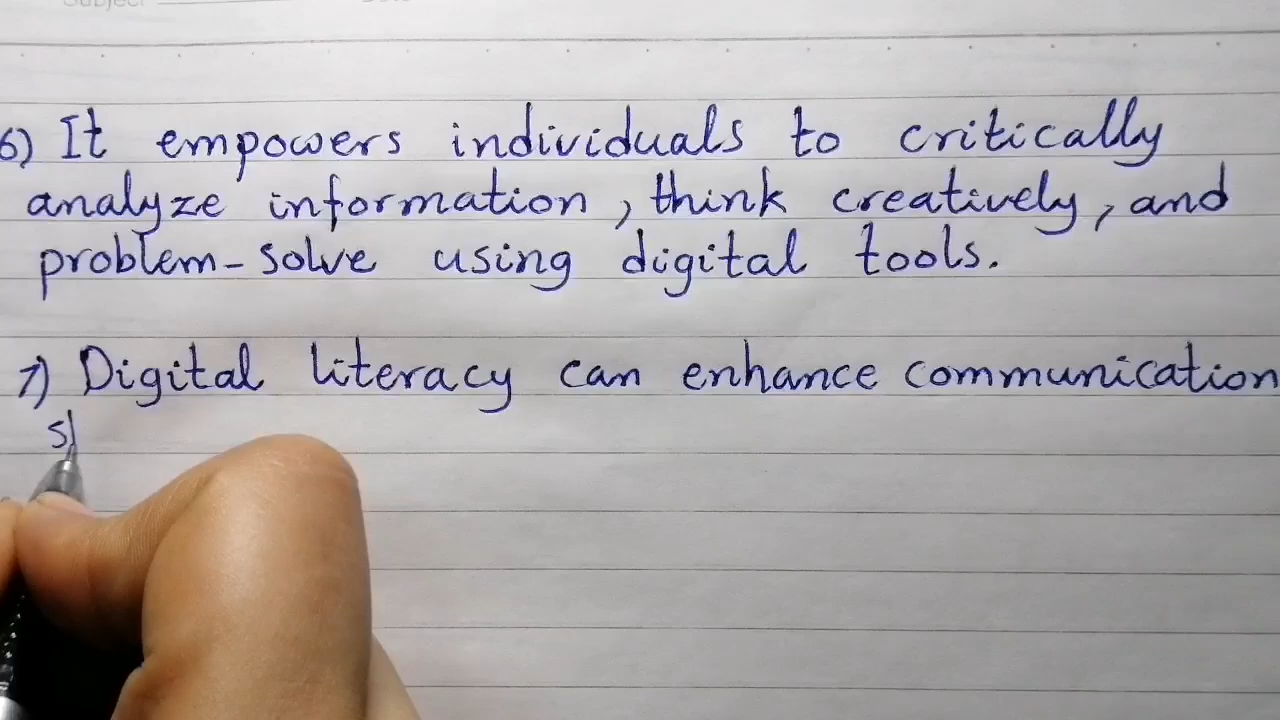 Subject
6) It empowers individuals to critically
analyze information, think creatively, and
problem-solve using digital tools.
7) Digital literacy can enhance communication